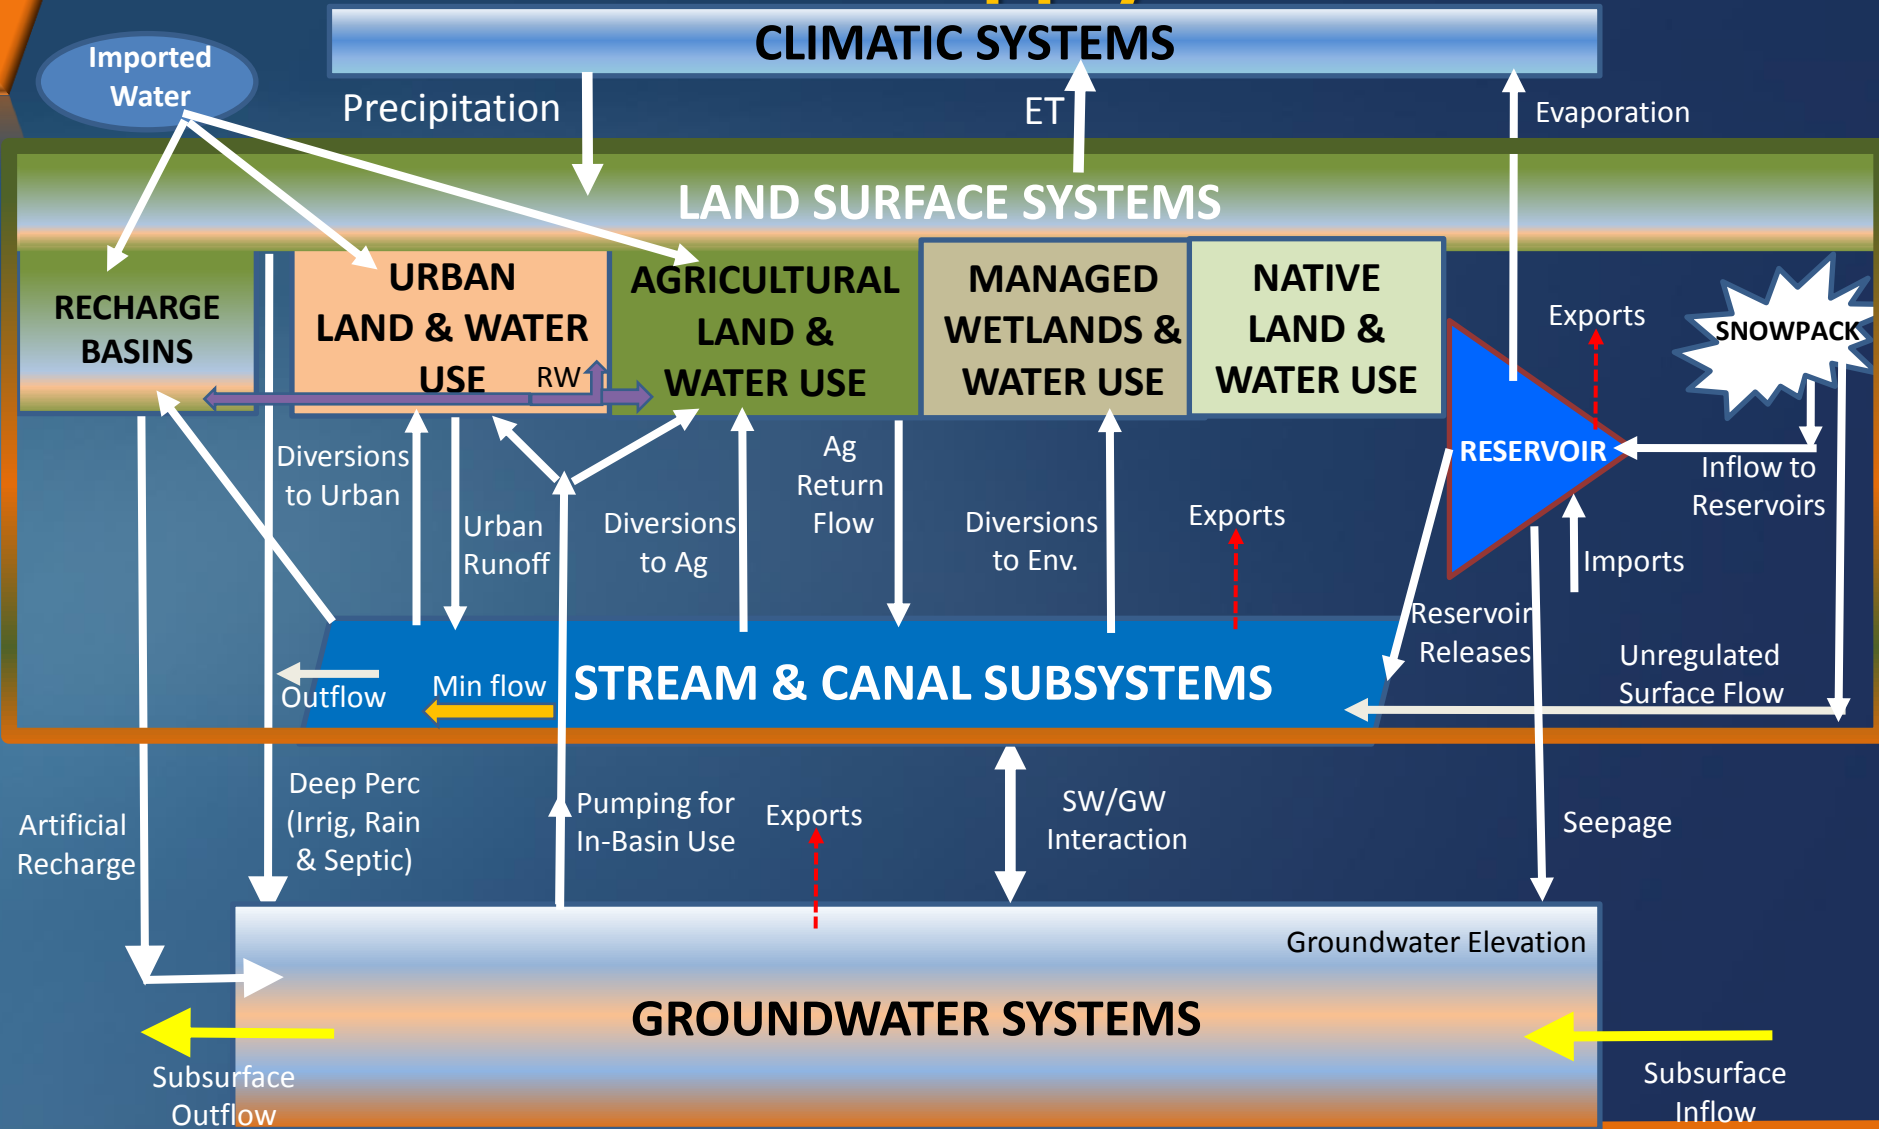 CLIMATIC SYSTEMS
Imported
Water
Precipitation
ET
Evaporation
LAND SURFACE SYSTEMS
RECHARGE
BASINS
URBAN
LAND & WATER
USE
RW
AGRICULTURAL
LAND &
WATER USE
MANAGED
WETLANDS &
WATER USE
NATIVE
LAND &
WATER USE
Exports
SNOWPACK
RESERVOIR
Inflow to
Reservoirs
Diversions
to Urban
Urban
Runoff
Diversions
to Ag
Ag
Return
Flow
Diversions
to Env.
Exports
Imports
Reservoir
Releases
Unregulated
Surface Flow
Outflow
Min flow
STREAM & CANAL SUBSYSTEMS
Artificial
Recharge
Deep Perc
(Irrig, Rain
& Septic)
Pumping for
In-Basin Use
Exports
SW/GW
Interaction
Seepage
Groundwater Elevation
GROUNDWATER SYSTEMS
Subsurface
Outflow
Subsurface
Inflow